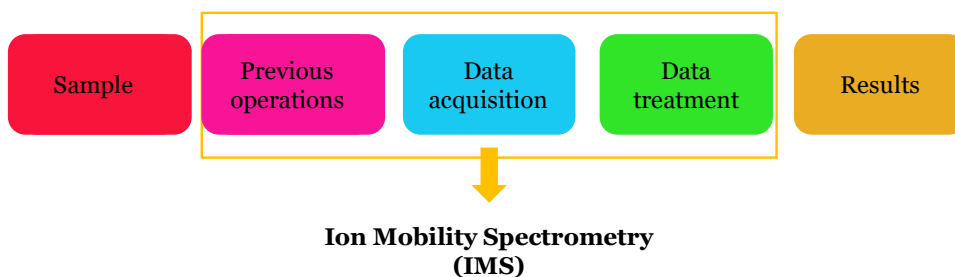 Sample
Previous
operations
Data
acquisition
Data
treatment
Results
Ion Mobility Spectrometry
(IMS)